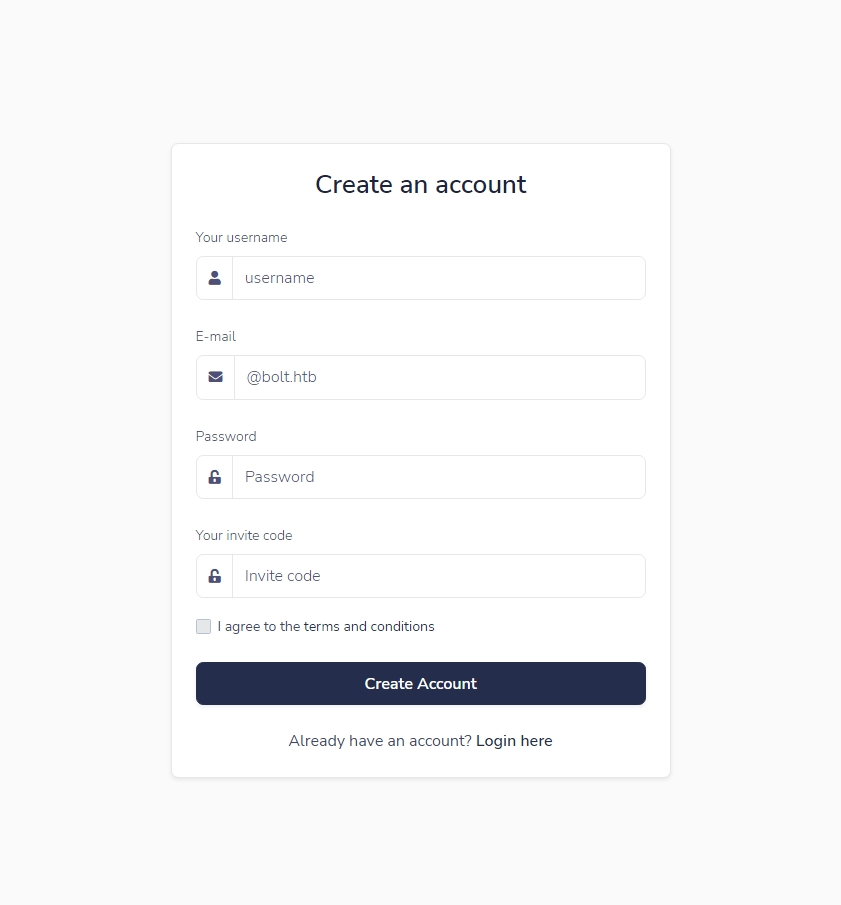 Create an account
Your username
username
E-mail
@bolt.htb
Password
Password
Your invite code
Invite code
I agree to the terms and conditions
Create Account
Already have an account? Login here